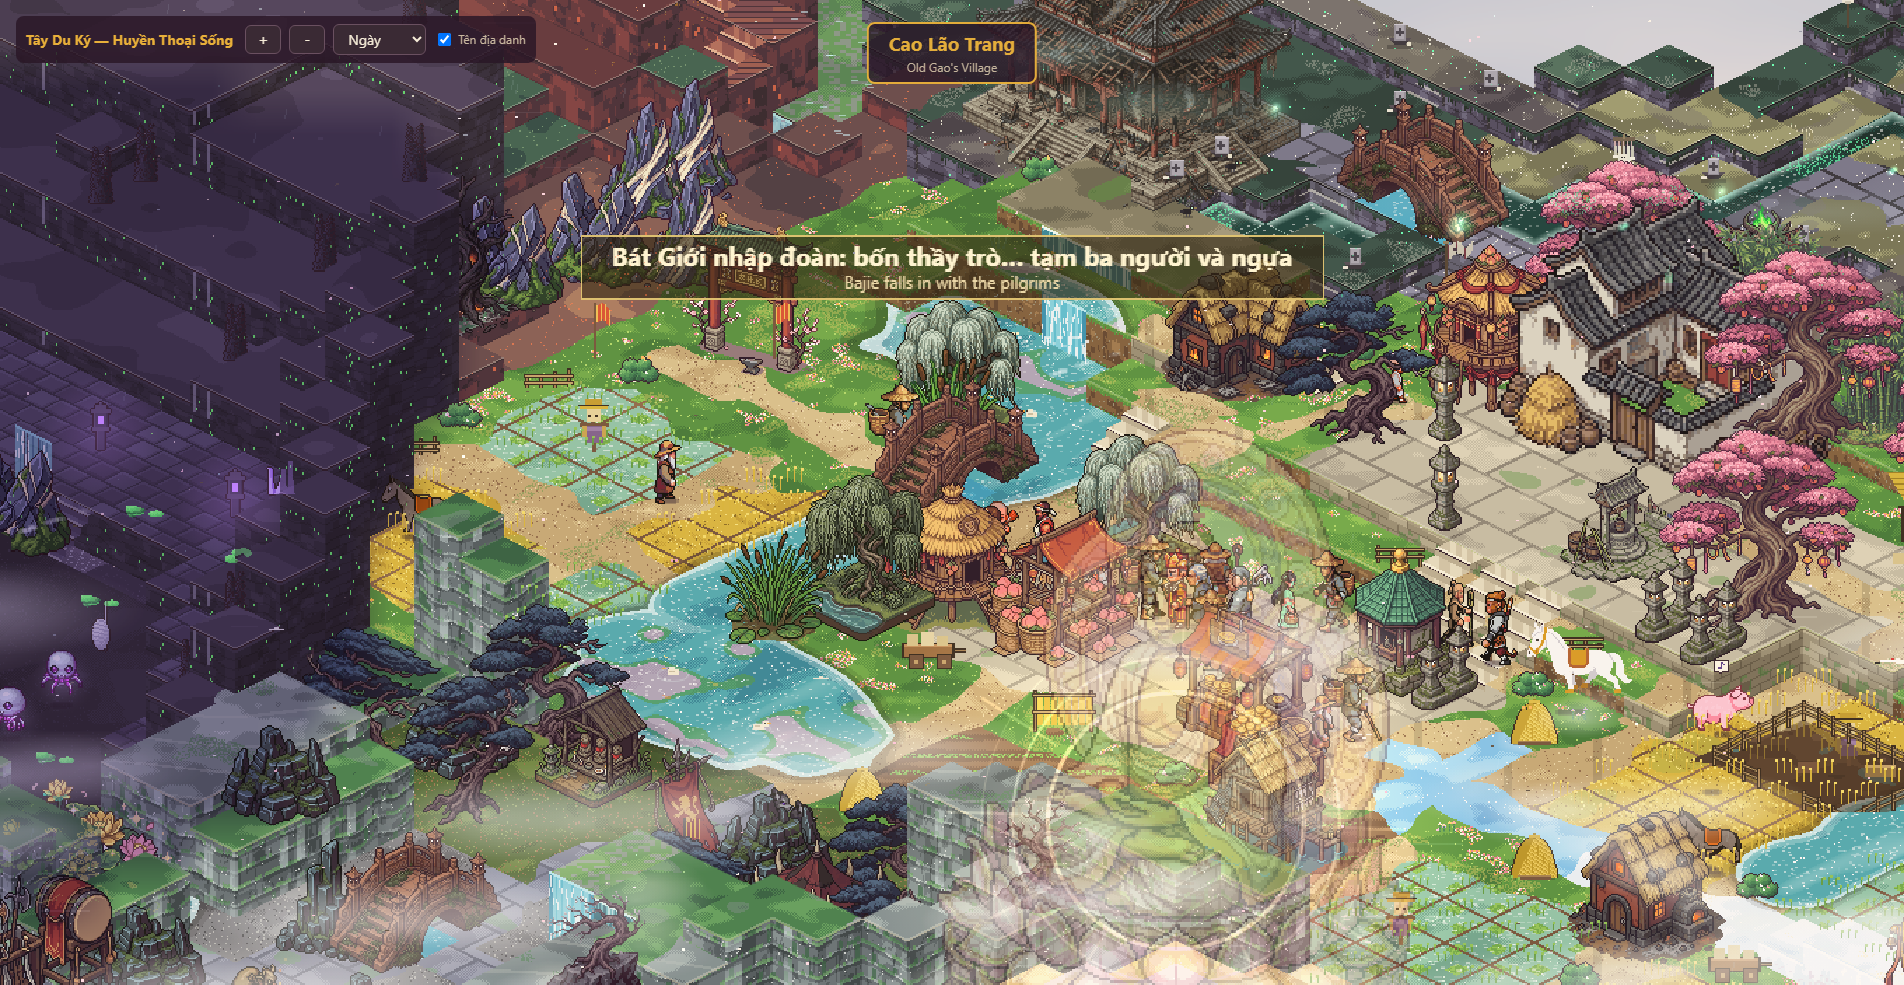 Tây Du Ký — Huyền Thoại Sống
+
-
Ngày
Tên địa danh
Cao Lão Trang
Old Gao's Village
Bát Giới nhập đoàn: bốn thầy trò... tạm ba người và ngựa
Bajie falls in with the pilgrims